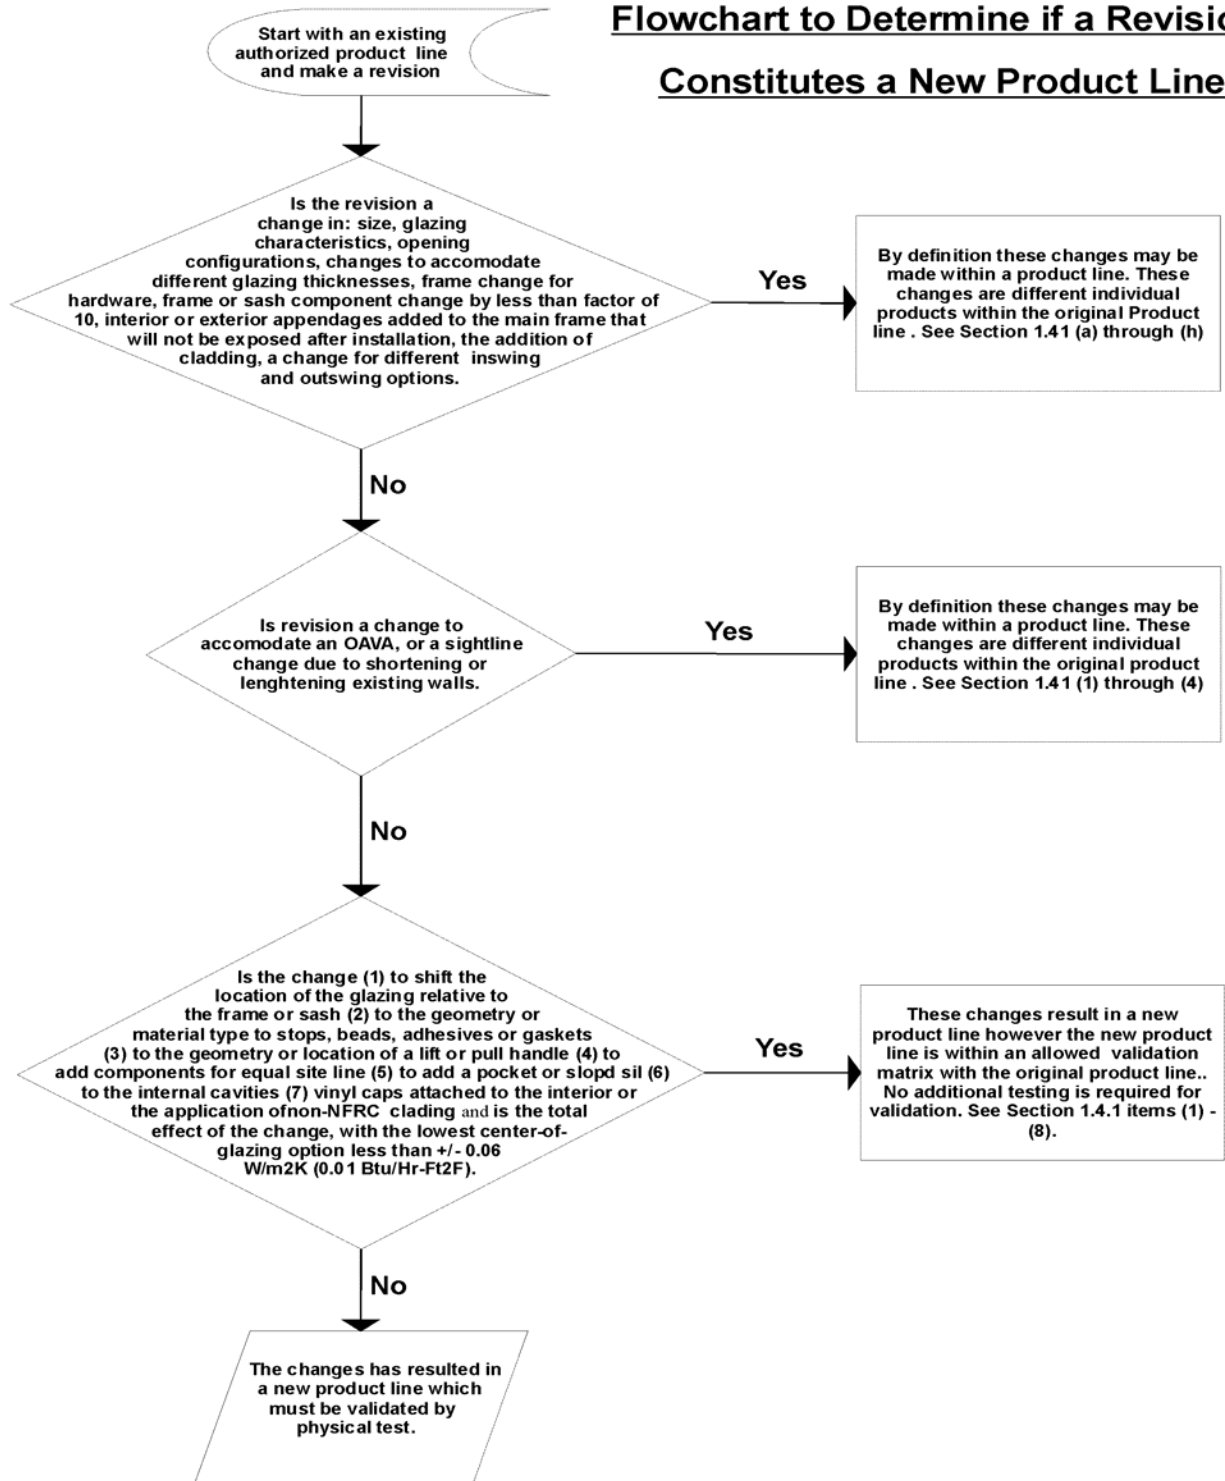 Flowchart to Determine if a Revisio
Constitutes a New Product Line
Start with an existing
authorized product line
and make a revision
Is the revision a
change in: size, glazing
characteristics, opening
configurations, changes to accomodate
different glazing thicknesses, frame change for
hardware, frame or sash component change by less than factor of
10, interior or exterior appendages added to the main frame that
will not be exposed after installation, the addition of
cladding, a change for different inswing
and outswing options.
Yes
By definition these changes may be
made within a product line. These
changes are different individual
products within the original Product
line . See Section 1.41 (a) through (h)
No
Is revision a change to
accomodate an OAVA, or a sightline
change due to shortening or
lenghtening existing walls.
Yes
By definition these changes may be
made within a product line. These
changes are different individual
products within the original product
line . See Section 1.41 (1) through (4)
No
Is the change (1) to shift the
location of the glazing relative to
the frame or sash (2) to the geometry or
material type to stops, beads, adhesives or gaskets
(3) to the geometry or location of a lift or pull handle (4) to
add components for equal site line (5) to add a pocket or slopd sil (6)
to the internal cavities (7) vinyl caps attached to the interior or
the application ofnon-NFRC clading and is the total
effect of the change, with the lowest center-of-
glazing option less than +/- 0.06
W/m2K (0.01 Btu/Hr-Ft2F).
Yes
These changes result in a new
product line however the new product
line is within an allowed validation
matrix with the original product line..
No additional testing is required for
validation. See Section 1.4.1 items (1) -
(8).
No
The changes has resulted in
a new product line which
must be validated by
physical test.